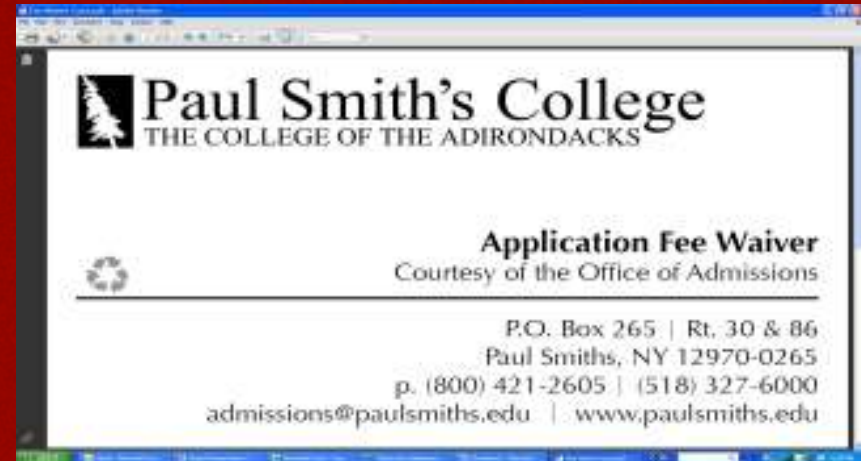 Paul Smith's College
THE COLLEGE OF THE ADIRONDACKS
Application Fee Waiver
Courtesy of the Office of Admissions
P.O. Box 265 | Rt. 30 & 86
Paul Smiths, NY 12970-0265
p. (800) 421-2605 | (518) 327-6000
admissions@paulsmiths.edu | www.paulsmiths.edu